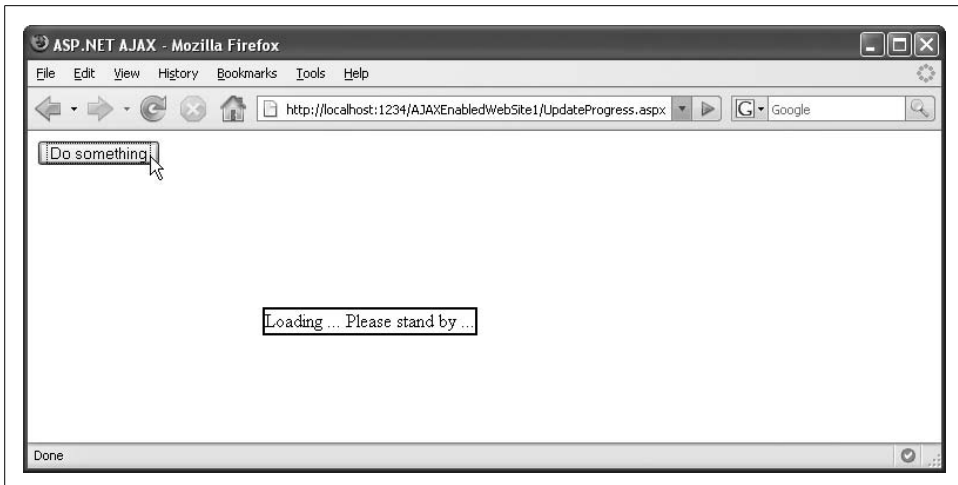 ASP.NET AJAX - Mozilla Firefox
File Edit View History Bookmarks Tools Help
http://localhost:1234/AJAXEnabledWebSite1/UpdateProgress.aspx G Google
Do something
Loading ... Please stand by ...
Done